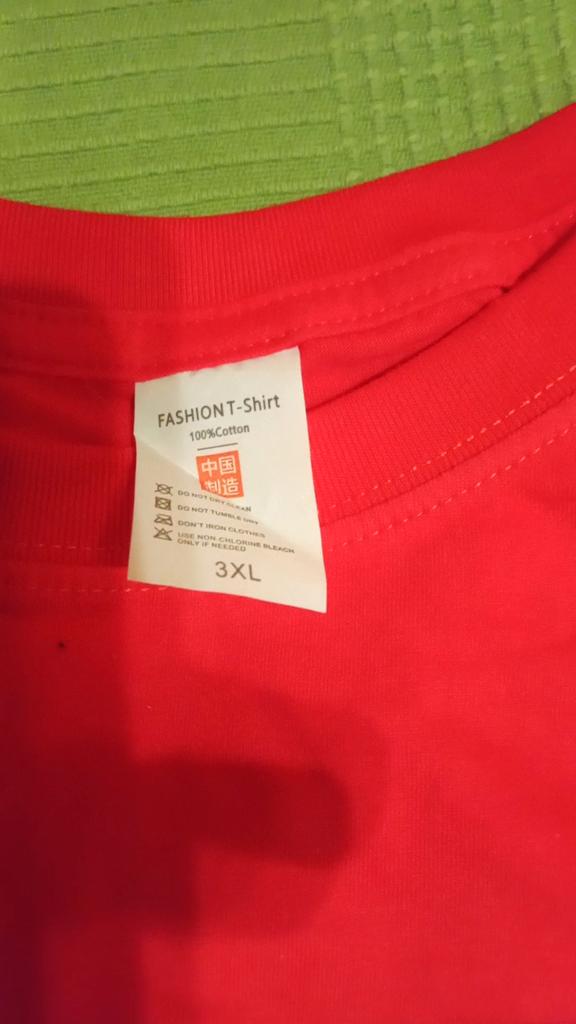 FASHION T-Shirt
100%Cotton
中国
制造
DO NOT DRY CLEAN
DO NOT TUMBLE DRY
DON'T IRON CLOTHES
USE NON-CHLORINE BLEACH
ONLY IF NEEDED
3XL